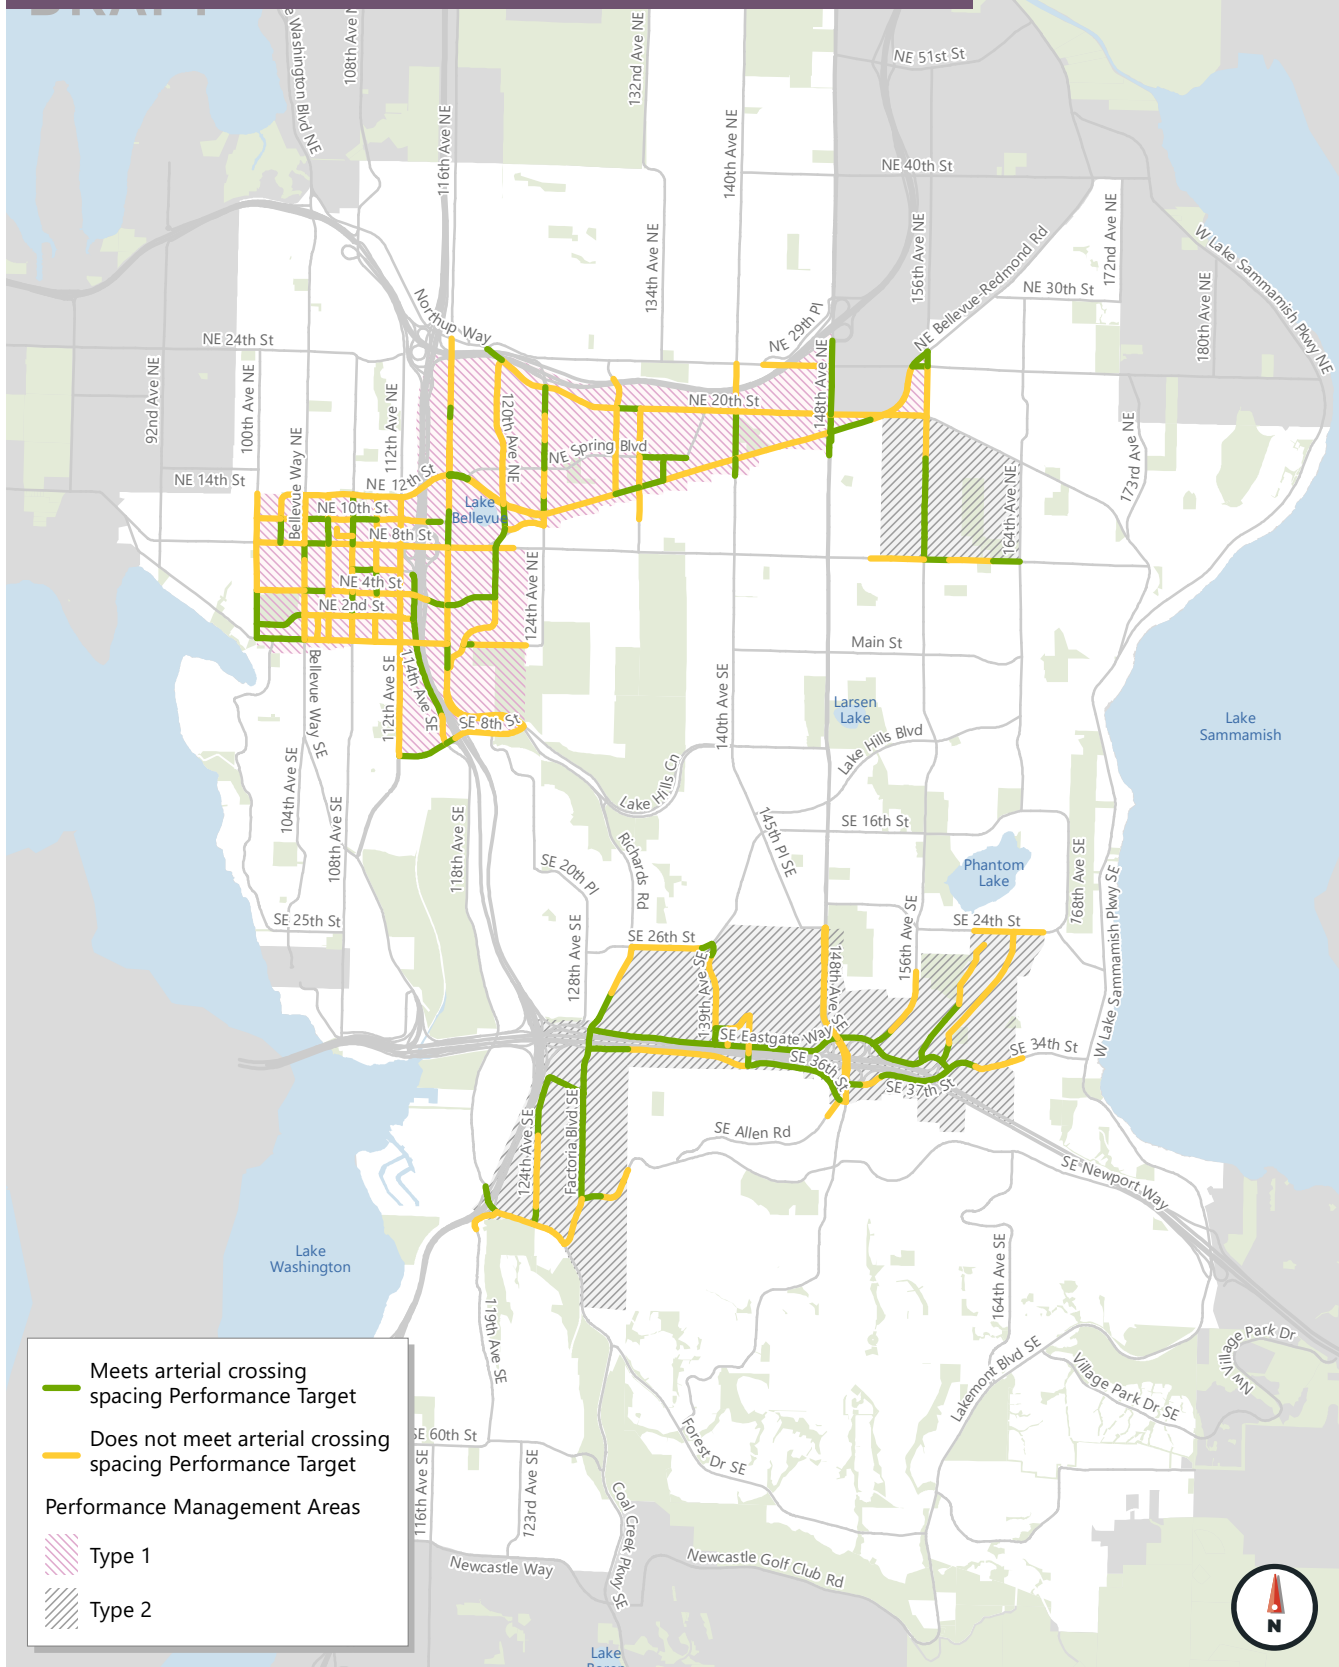 DRAFT
e Washington Blvd NE
108th Ave N
132nd Ave NE
NE 51st St
116th Ave NE
140th Ave NE
NE 40th St
134th Ave NE
156th Ave NE
172nd Ave NE
W Lake Sammamish Pkwy NE
NE Bellevue-Redmond Rd
NE 30th St
180th Ave NE
Northup Way
NE 29th Pl
NE 24th St
92nd Ave NE
100th Ave NE
112th Ave NE
120th Ave NE
NE 20th St
148th Ave NE
173rd Ave NE
Bellevue Way NE
NE Spring Blvd
NE 14th St
NE 12th St
164th Ave NE
NE 10th St
Lake
Bellevue
NE 8th St
NE 4th St
NE 2nd St
124th Ave NE
Main St
112th Ave SE
114th Ave SE
Bellevue Way SE
140th Ave SE
Larsen
Lake
Lake
Sammamish
SE 8th St
Lake Hills Blvd
104th Ave SE
108th Ave SE
118th Ave SE
Lake Hills Cn
145th Pl SE
SE 16th St
Richards Rd
SE 20th Pl
Phantom
Lake
168th Ave SE
W Lake Sammamish Pkwy SE
SE 25th St
128th Ave SE
SE 26th St
156th Ave SE
SE 24th St
139th Ave SE
148th Ave SE
SE Eastgate Way
SE 36th St
SE 34th St
SE 37th St
124th Ave SE
Factoria Blvd SE
SE Allen Rd
SE Newport Way
Lake
Washington
164th Ave SE
119th Ave SE
Lakemont Blvd SE
Village Park Dr SE
NW Village Park Dr
Forest Dr SE
SE 60th St
116th Ave SE
123rd Ave SE
Coal Creek Pkwy SE
Newcastle Way
Newcastle Golf Club Rd
Lake
Meets arterial crossing
spacing Performance Target
Does not meet arterial crossing
spacing Performance Target
Performance Management Areas
Type 1
Type 2
N